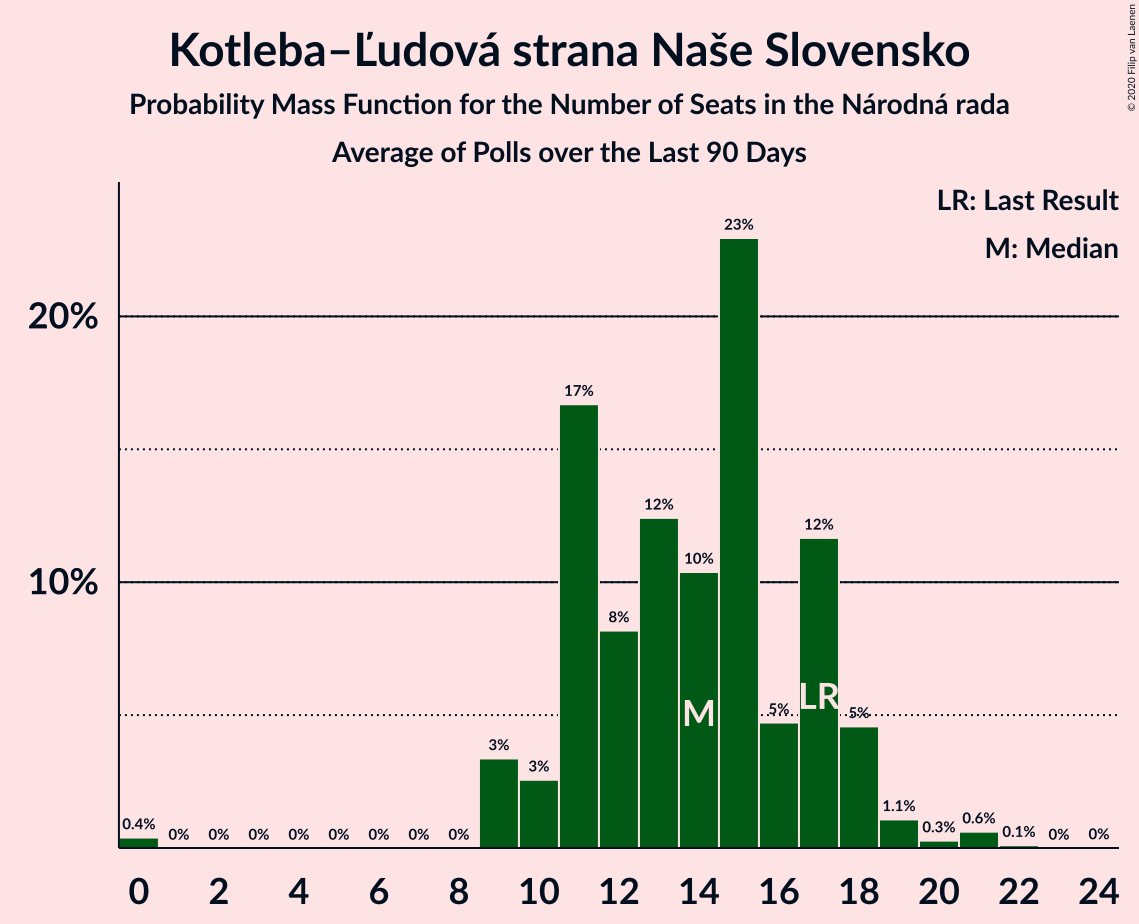 Kotleba–Ľudová strana Naše Slovensko
Probability Mass Function for the Number of Seats in the Národná rada
Average of Polls over the Last 90 Days
© 2020 Filip van Laenen
LR: Last Result
M: Median
20%
10%
0.4% 0% 0% 0% 0% 0% 0% 0% 0% 3% 3% 17% 8% 12% 10% 23% 5% 12% 5% 1.1% 0.3% 0.6% 0.1% 0% 0%
M LR
0 2 4 6 8 10 12 14 16 18 20 22 24